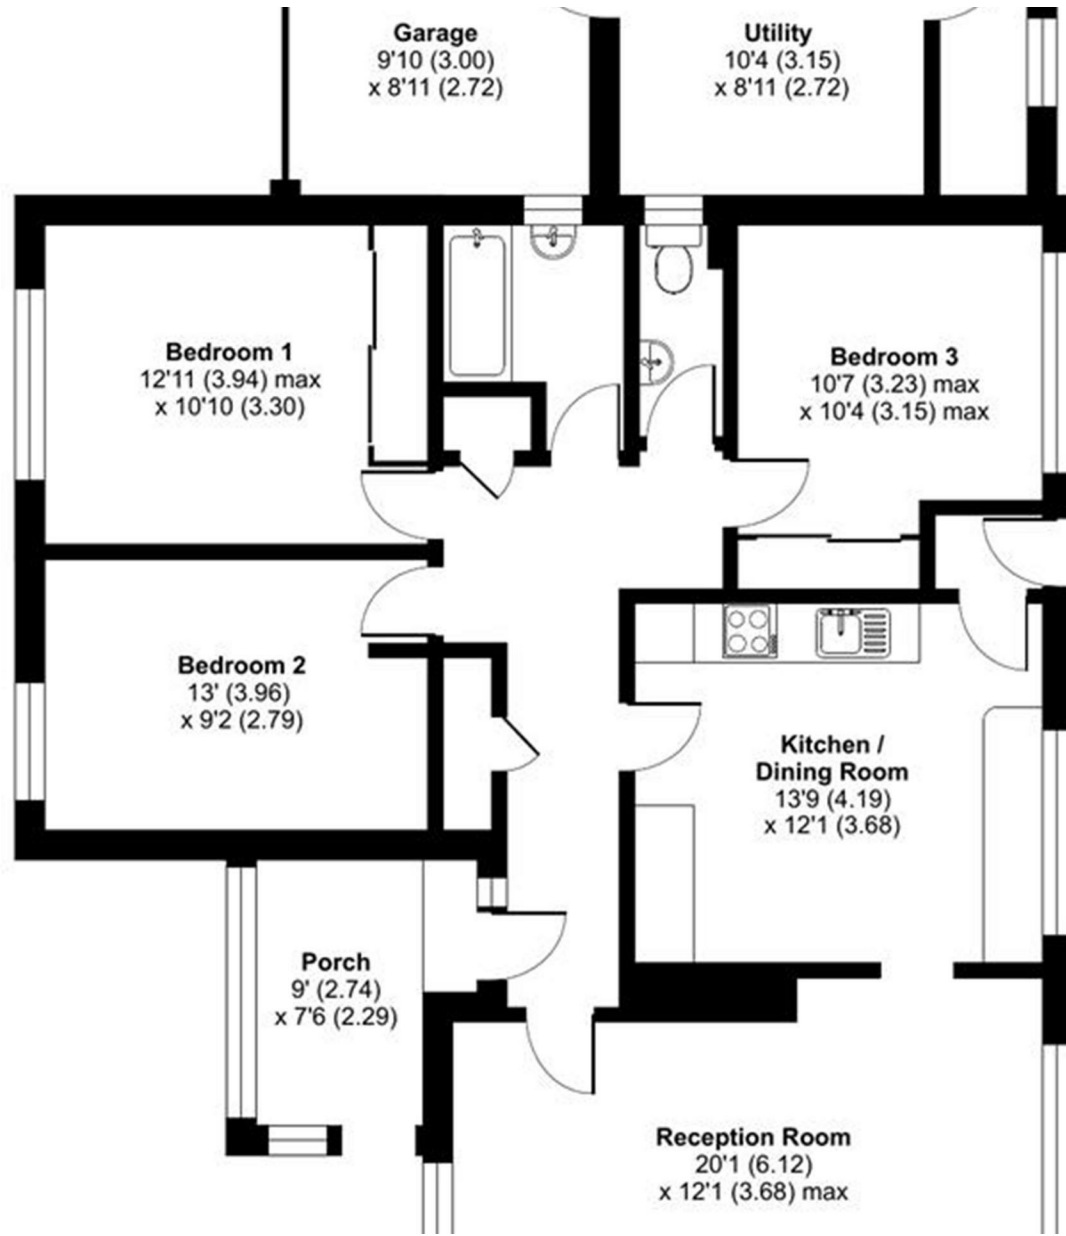 Garage
9'10 (3.00)
x 8'11 (2.72)
Utility
10'4 (3.15)
x 8'11 (2.72)
Bedroom 1
12'11 (3.94) max
x 10'10 (3.30)
Bedroom 3
10'7 (3.23) max
x 10'4 (3.15) max
Bedroom 2
13' (3.96)
x 9'2 (2.79)
Kitchen /
Dining Room
13'9 (4.19)
x 12'1 (3.68)
Porch
9' (2.74)
x 7'6 (2.29)
Reception Room
20'1 (6.12)
x 12'1 (3.68) max